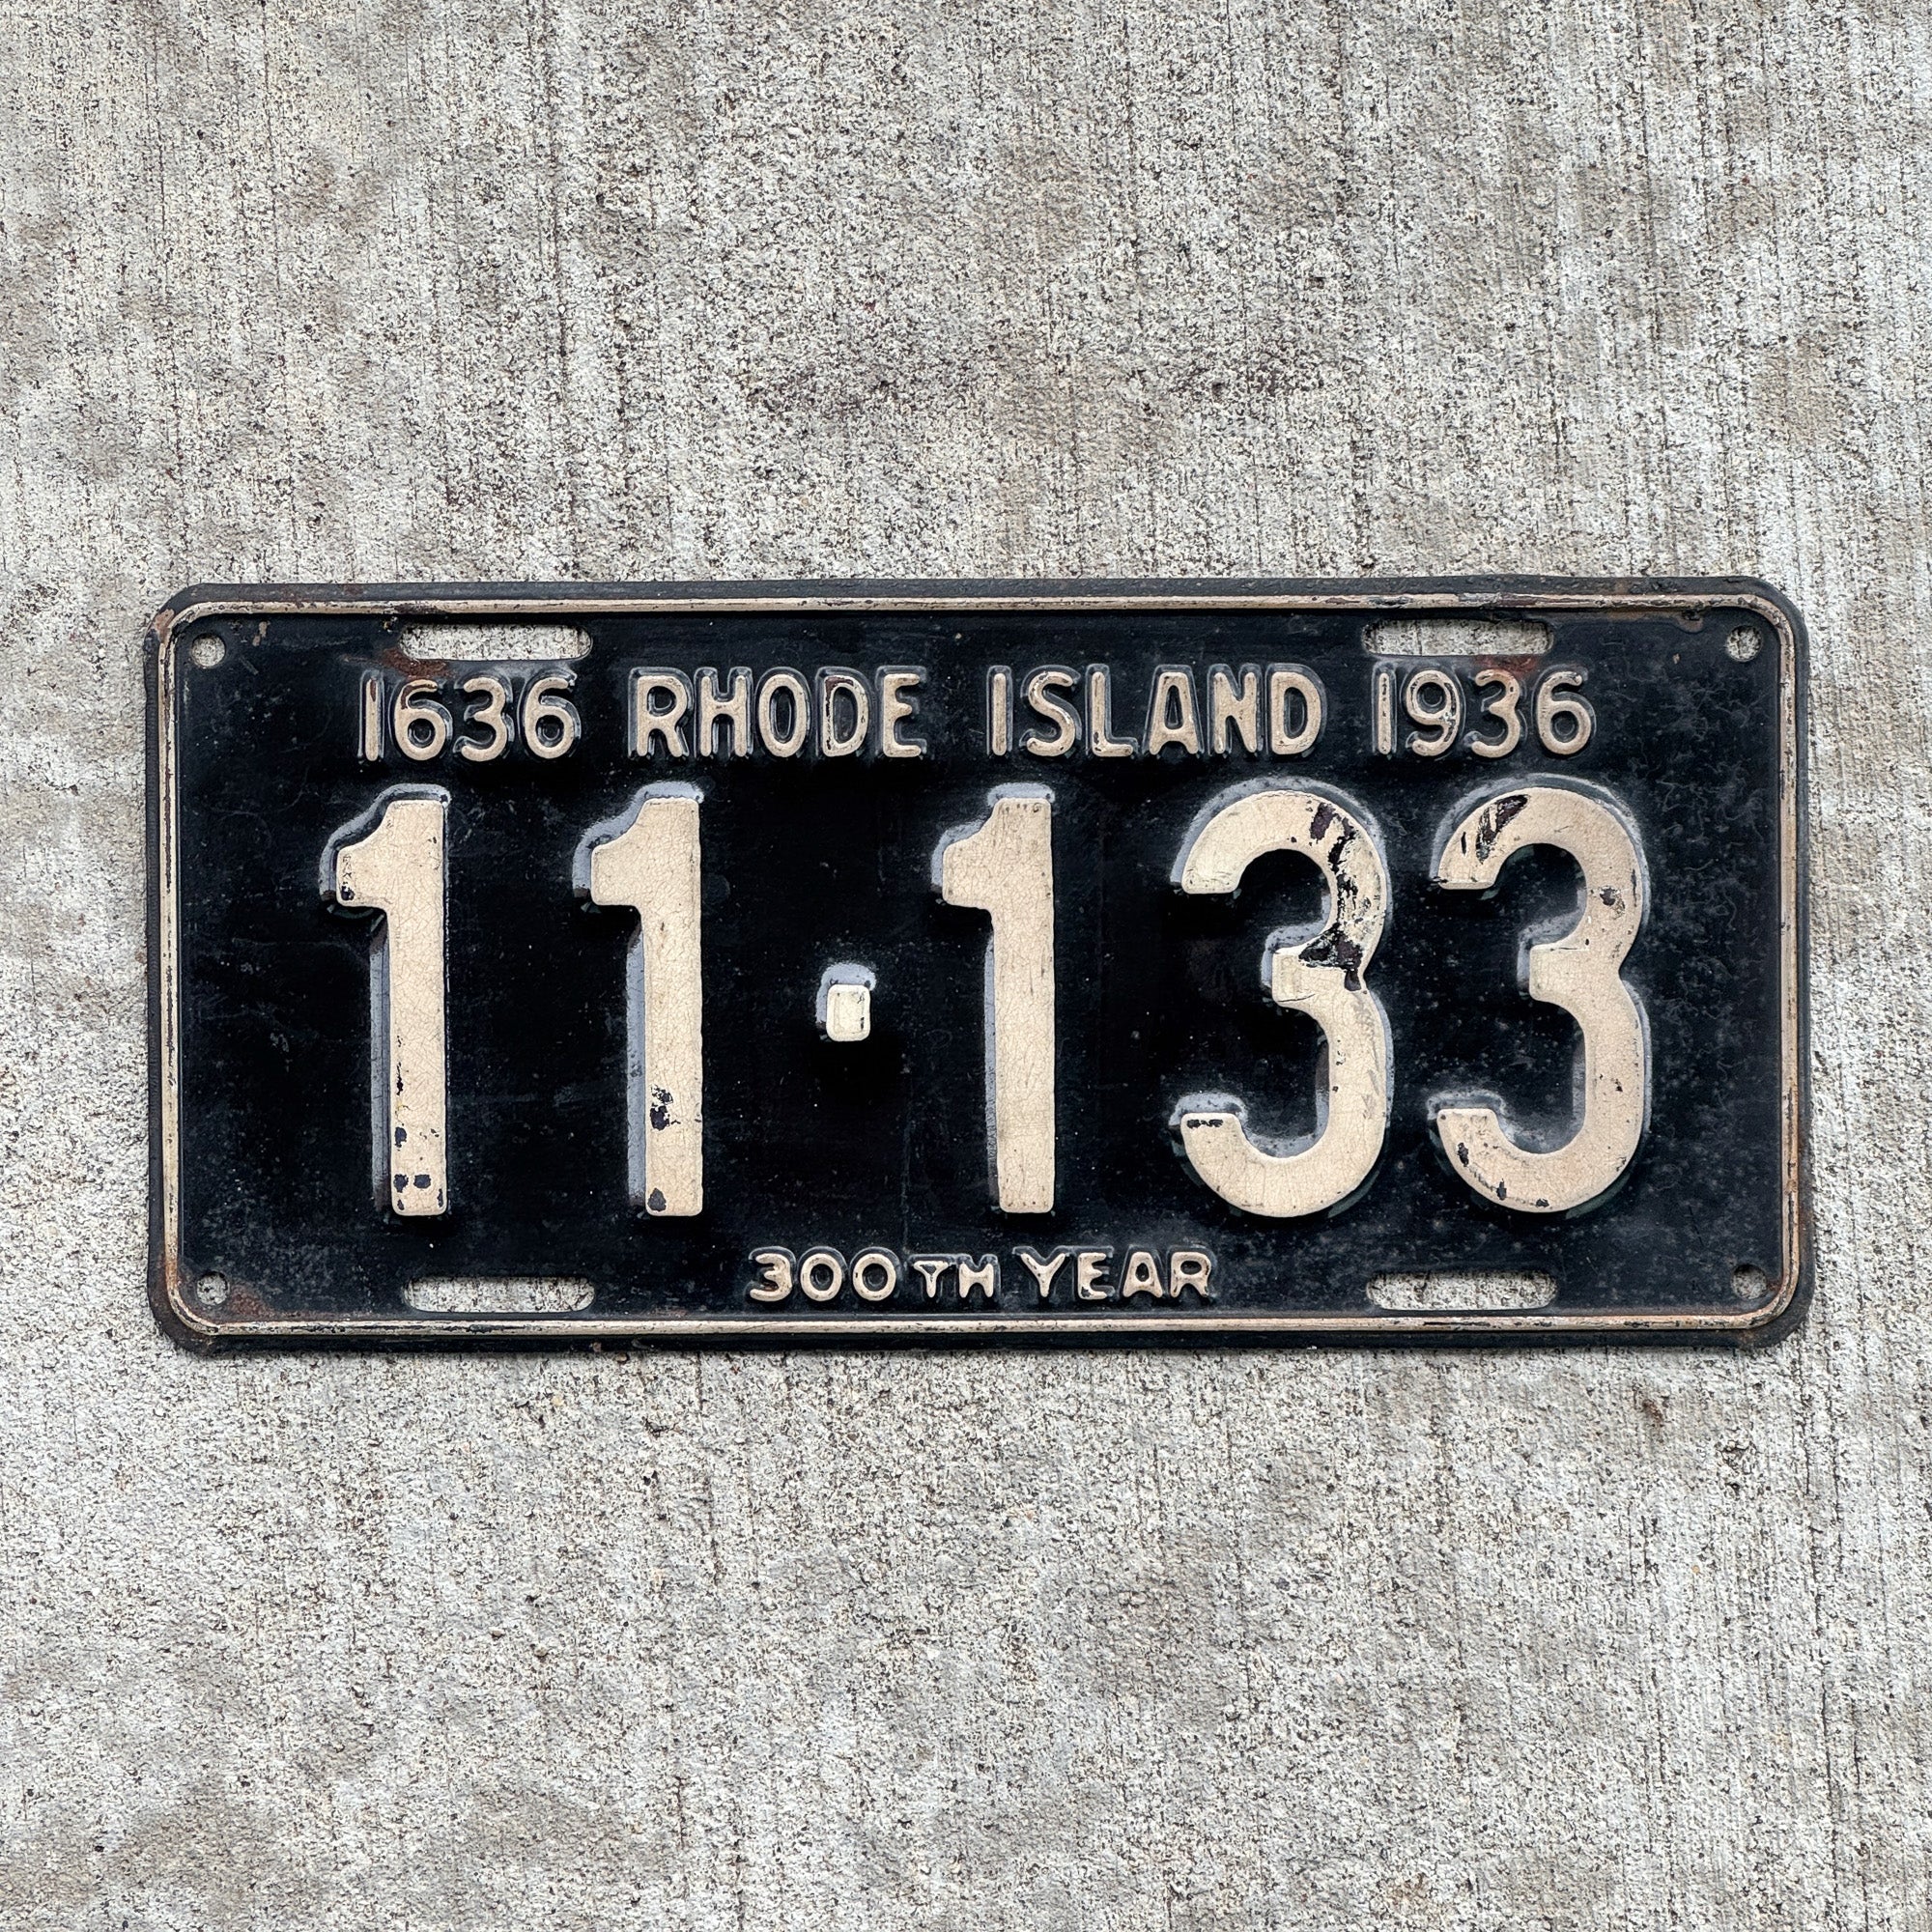 1636 RHODE ISLAND 1936
11·133
300TH YEAR